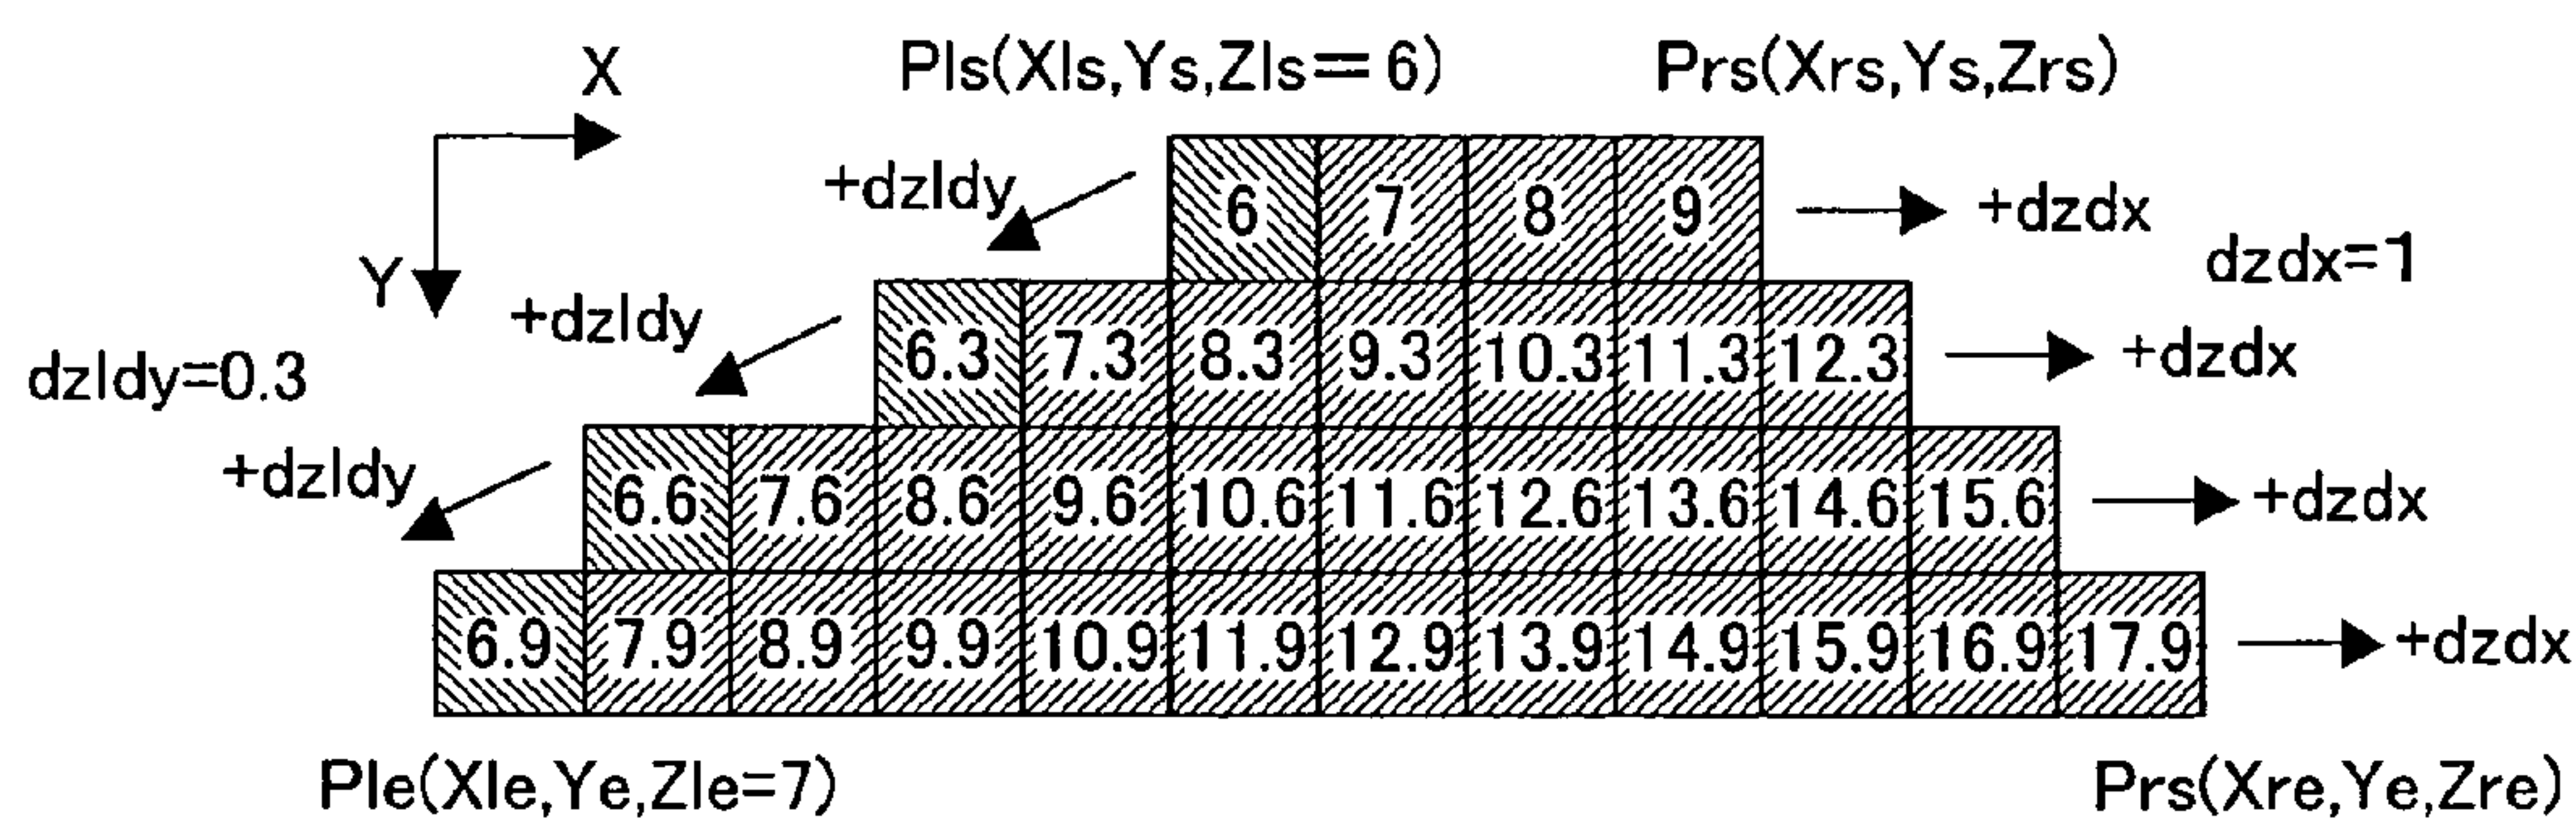 X
Pls(Xls,Ys,Zls=6)
Prs(Xrs,Ys,Zrs)
+dzldy
6 7 8 9
+dzdx
dzdx=1
Y
+dzldy
6.3 7.3 8.3 9.3 10.3 11.3 12.3
+dzdx
dzldy=0.3
+dzldy
6.6 7.6 8.6 9.6 10.6 11.6 12.6 13.6 14.6 15.6
+dzdx
6.9 7.9 8.9 9.9 10.9 11.9 12.9 13.9 14.9 15.9 16.9 17.9
+dzdx
Ple(Xle,Ye,Zle=7)
Prs(Xre,Ye,Zre)